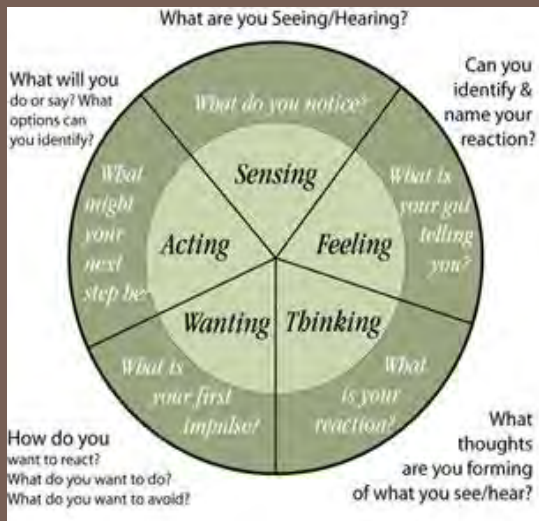 What are you Seeing/Hearing?
What do you notice?
Sensing
Can you
identify &
name your
reaction?
What is
your gut
telling
you?
Feeling
Thinking
What
is your
reaction?
What
thoughts
are you forming
of what you see/hear?
Wanting
What is
your first
impulse?
How do you
want to react?
What do you want to do?
What do you want to avoid?
Acting
What
might
your
next
step be
What will you
do or say? What
options can
you identify?